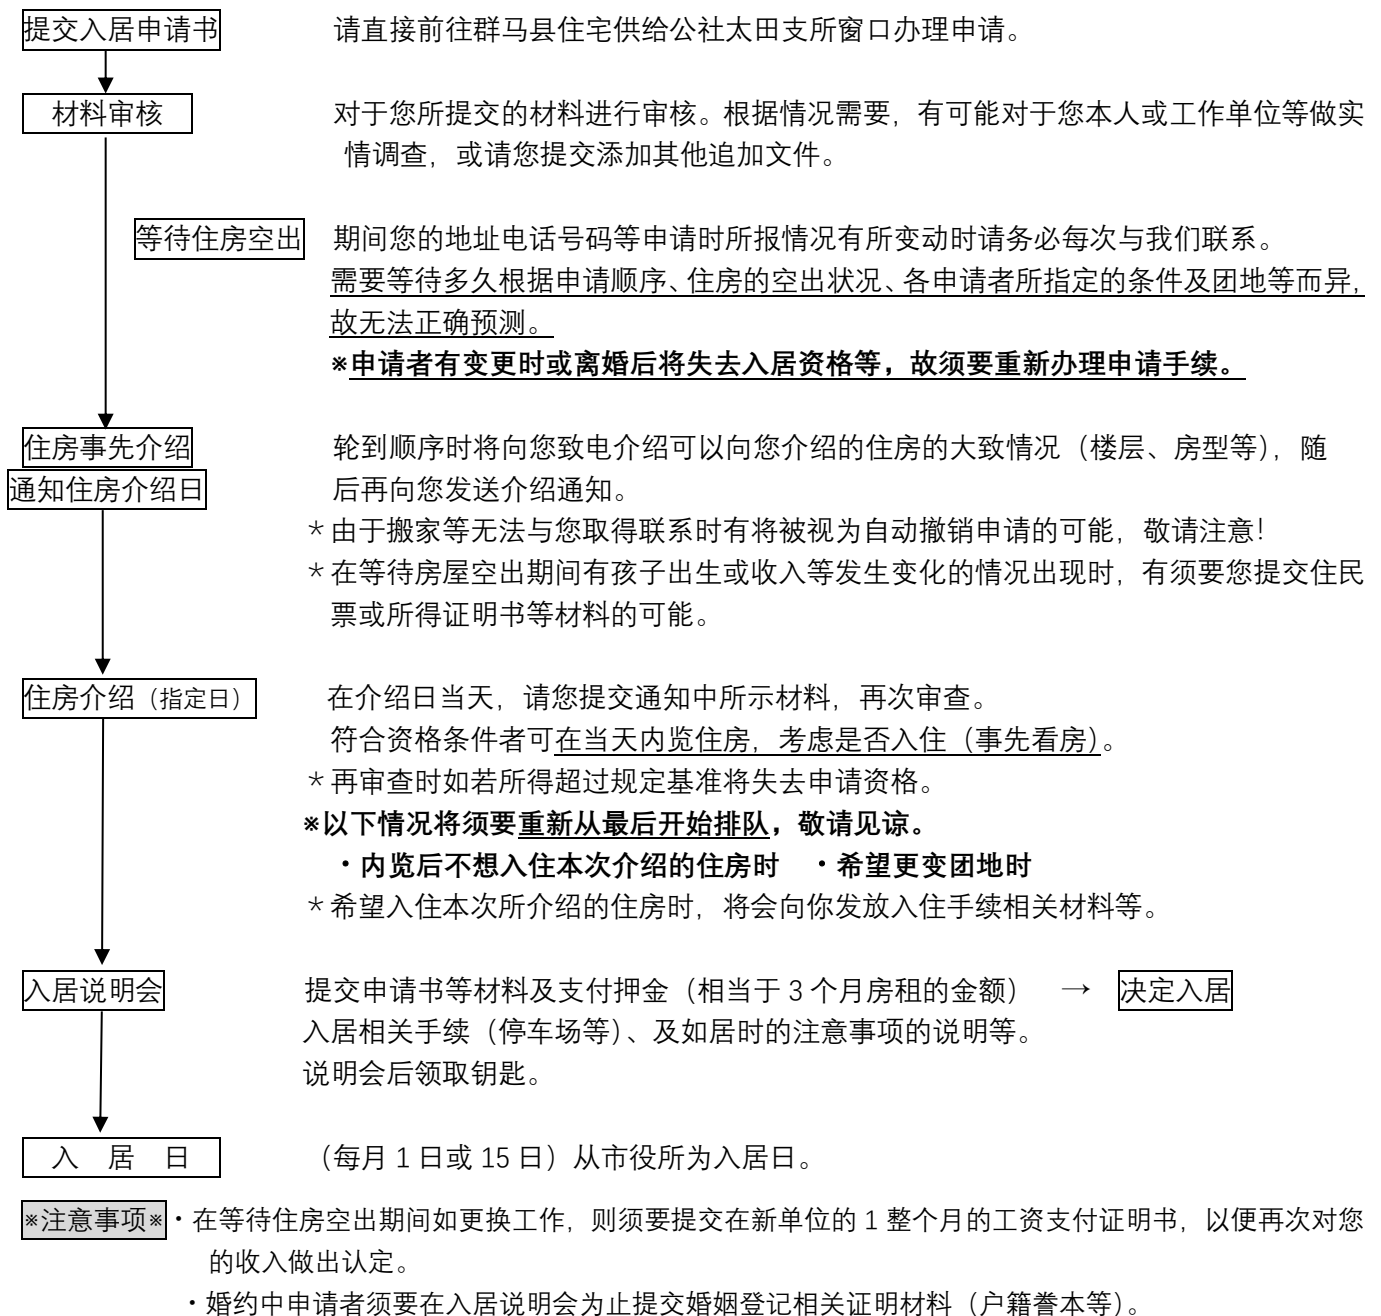 提交入居申请书 请直接前往群马县住宅供给公社太田支所窗口办理申请。
材料审核 对于您所提交的材料进行审核。根据情况需要，有可能对于您本人或工作单位等做实
情调查，或请您提交添加其他追加文件。
等待住房空出 期间您的地址电话号码等申请时所报情况有所变动时请务必每次与我们联系。
需要等待多久根据申请顺序、住房的空出状况、各申请者所指定的条件及团地等而异，
故无法正确预测。
※申请者有变更时或离婚后将失去入居资格等，故须要重新办理申请手续。
住房事先介绍 轮到顺序时将向您致电介绍可以向您介绍的住房的大致情况（楼层、房型等），随
通知住房介绍日 后再向您发送介绍通知。
＊由于搬家等无法与您取得联系时有将被视为自动撤销申请的可能，敬请注意！
＊在等待房屋空出期间有孩子出生或收入等发生变化的情况出现时，有须要您提交住民
票或所得证明书等材料的可能。
住房介绍（指定日） 在介绍日当天，请您提交通知中所示材料，再次审查。
符合资格条件者可在当天内览住房，考虑是否入住（事先看房）。
＊再审查时如若所得超过规定基准将失去申请资格。
※以下情况将须要重新从最后开始排队，敬请见谅。
・内览后不想入住本次介绍的住房时 ・希望更变团地时
＊希望入住本次所介绍的住房时，将会向你发放入住手续相关材料等。
入居说明会 提交申请书等材料及支付押金（相当于 3 个月房租的金额） → 决定入居
入居相关手续（停车场等）、及如居时的注意事项的说明等。
说明会后领取钥匙。
入 居 日 （每月 1 日或 15 日）从市役所为入居日。
※注意事项※・在等待住房空出期间如更换工作，则须要提交在新单位的 1 整个月的工资支付证明书，以便再次对您
的收入做出认定。
・婚约中申请者须要在入居说明会为止提交婚姻登记相关证明材料（户籍誊本等）。